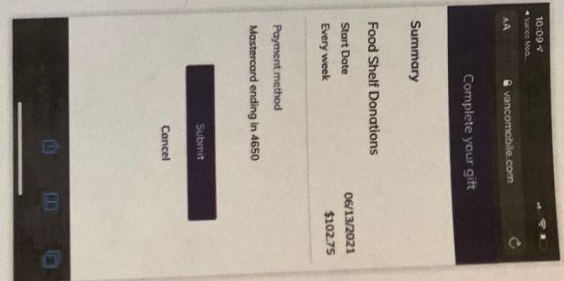 10:09
Vanco Mob...
AA vancomobile.com
Complete your gift
Summary
Food Shelf Donations
Start Date 06/13/2021
Every week $102.75
Payment method
Mastercard ending in 4650
Submit
Cancel